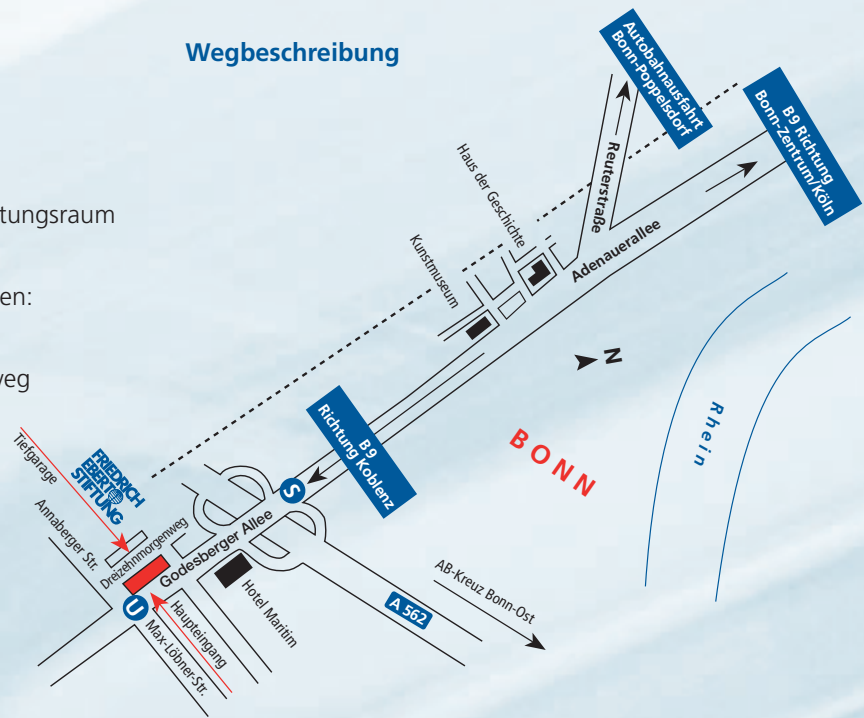 Wegbeschreibung
tungsraum
en:
weg
Autobahnausfahrt
Bonn-Poppelsdorf
B9 Richtung
Bonn-Zentrum/Köln
Reuterstraße
Haus der Geschichte
Kunstmuseum
Adenauerallee
N
Rhein
BONN
B9
Richtung Koblenz
S
Tiefgarage
FRIEDRICH
EBERT
STIFTUNG
Annaberger Str.
Dreizehnmorgenweg
Godesberger Allee
U
Max-Löbner-Str.
Haupteingang
Hotel Maritim
A 562
AB-Kreuz Bonn-Ost